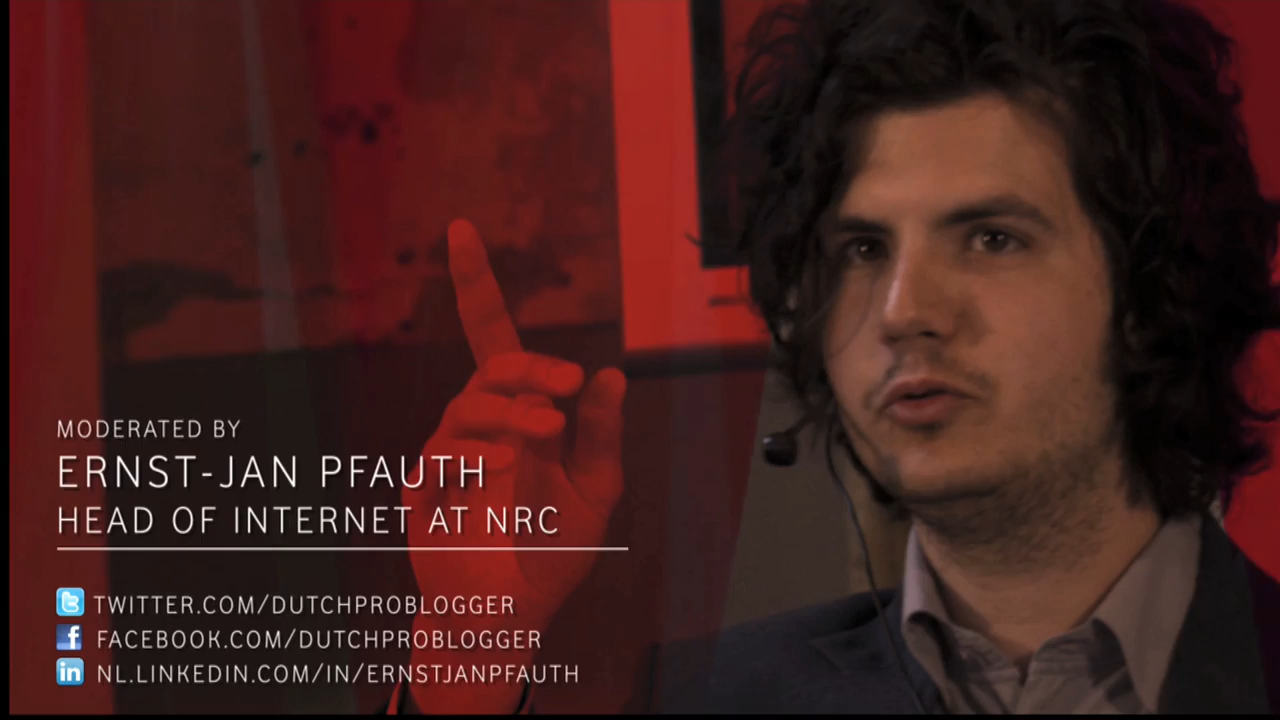 MODERATED BY
ERNST-JAN PFAUTH
HEAD OF INTERNET AT NRC
TWITTER.COM/DUTCHPROBLOGGER
FACEBOOK.COM/DUTCHPROBLOGGER
NL.LINKEDIN.COM/IN/ERNSTJANPFAUTH